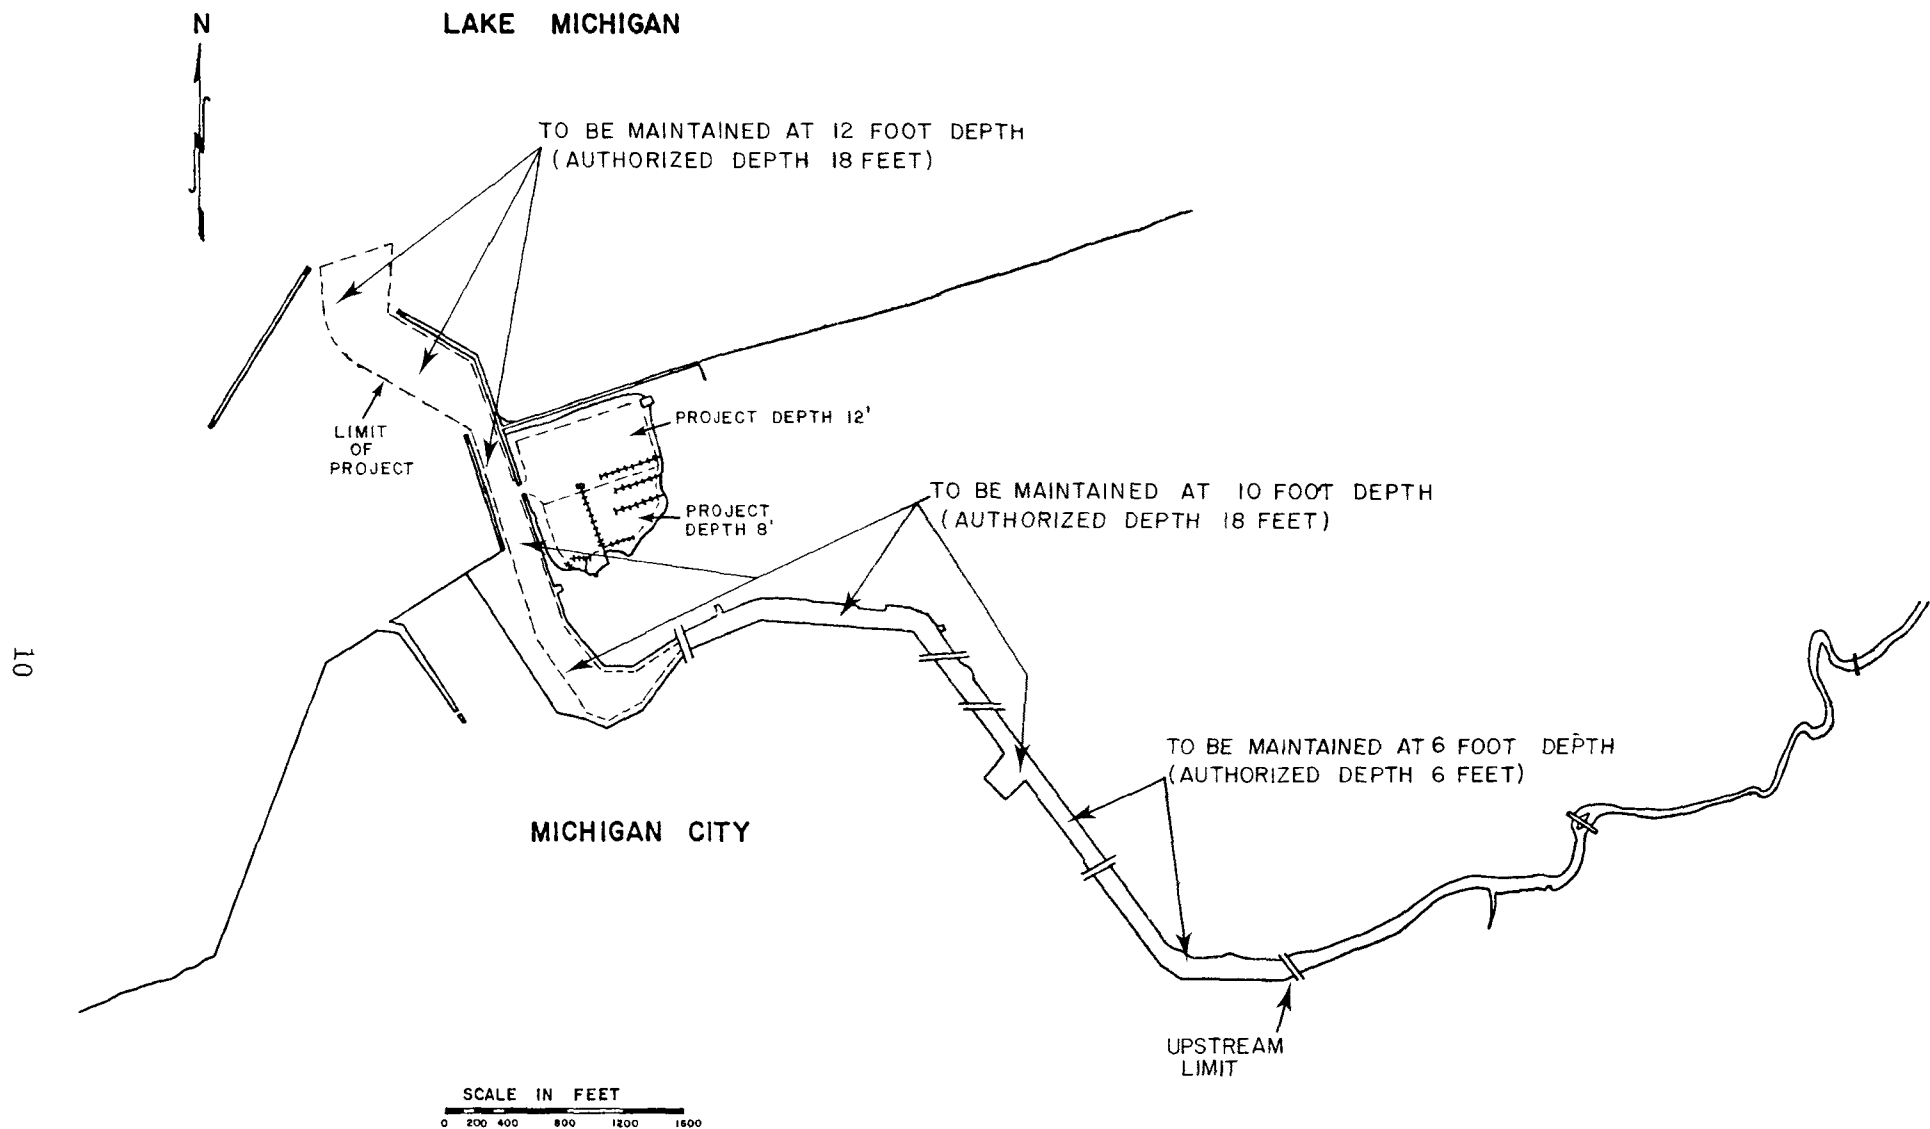 N
LAKE MICHIGAN
TO BE MAINTAINED AT 12 FOOT DEPTH
(AUTHORIZED DEPTH 18 FEET)
PROJECT DEPTH 12'
LIMIT
OF
PROJECT
TO BE MAINTAINED AT 10 FOOT DEPTH
(AUTHORIZED DEPTH 18 FEET)
PROJECT
DEPTH 8'
10
TO BE MAINTAINED AT 6 FOOT DEPTH
(AUTHORIZED DEPTH 6 FEET)
MICHIGAN CITY
UPSTREAM
LIMIT
SCALE IN FEET
0 200 400 800 1200 1600